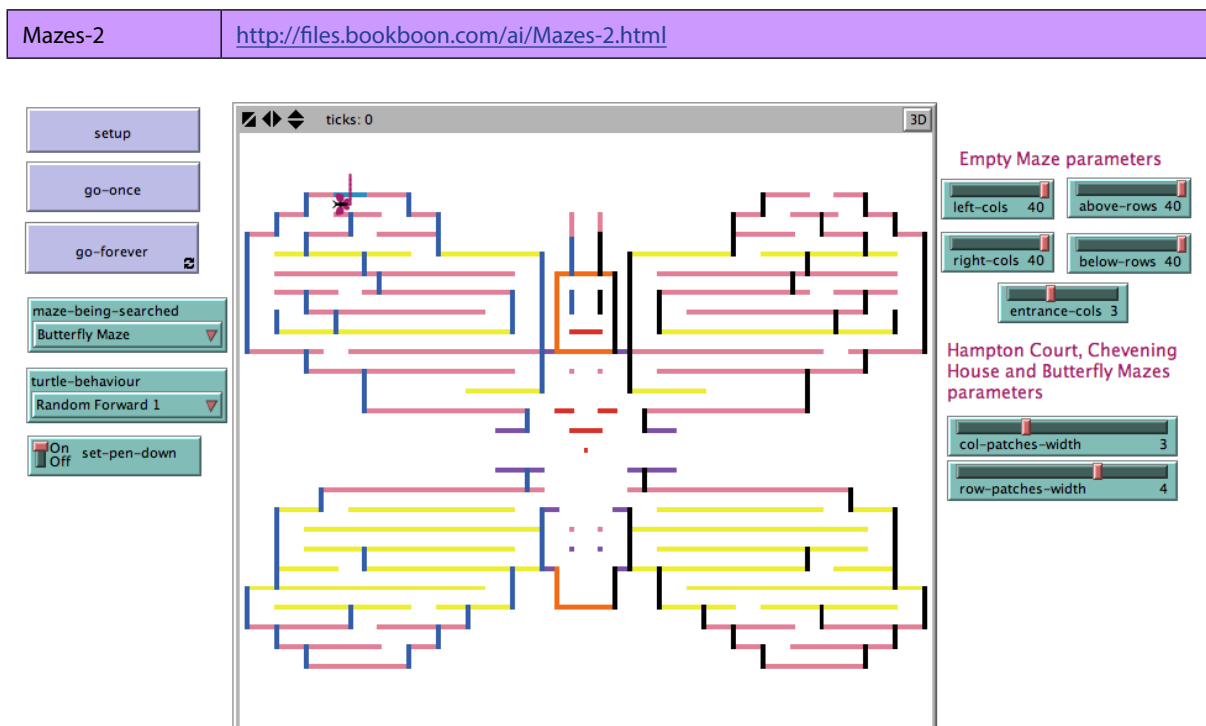 Mazes-2 http://files.bookboon.com/ai/Mazes-2.html
ticks: 0 3D
setup
go-once
go-forever
maze-being-searched
Butterfly Maze
turtle-behaviour
Random Forward 1
On
Off
set-pen-down
Empty Maze parameters
left-cols 40
above-rows 40
right-cols 40
below-rows 40
entrance-cols 3
Hampton Court, Chevening
House and Butterfly Mazes
parameters
col-patches-width 3
row-patches-width 4